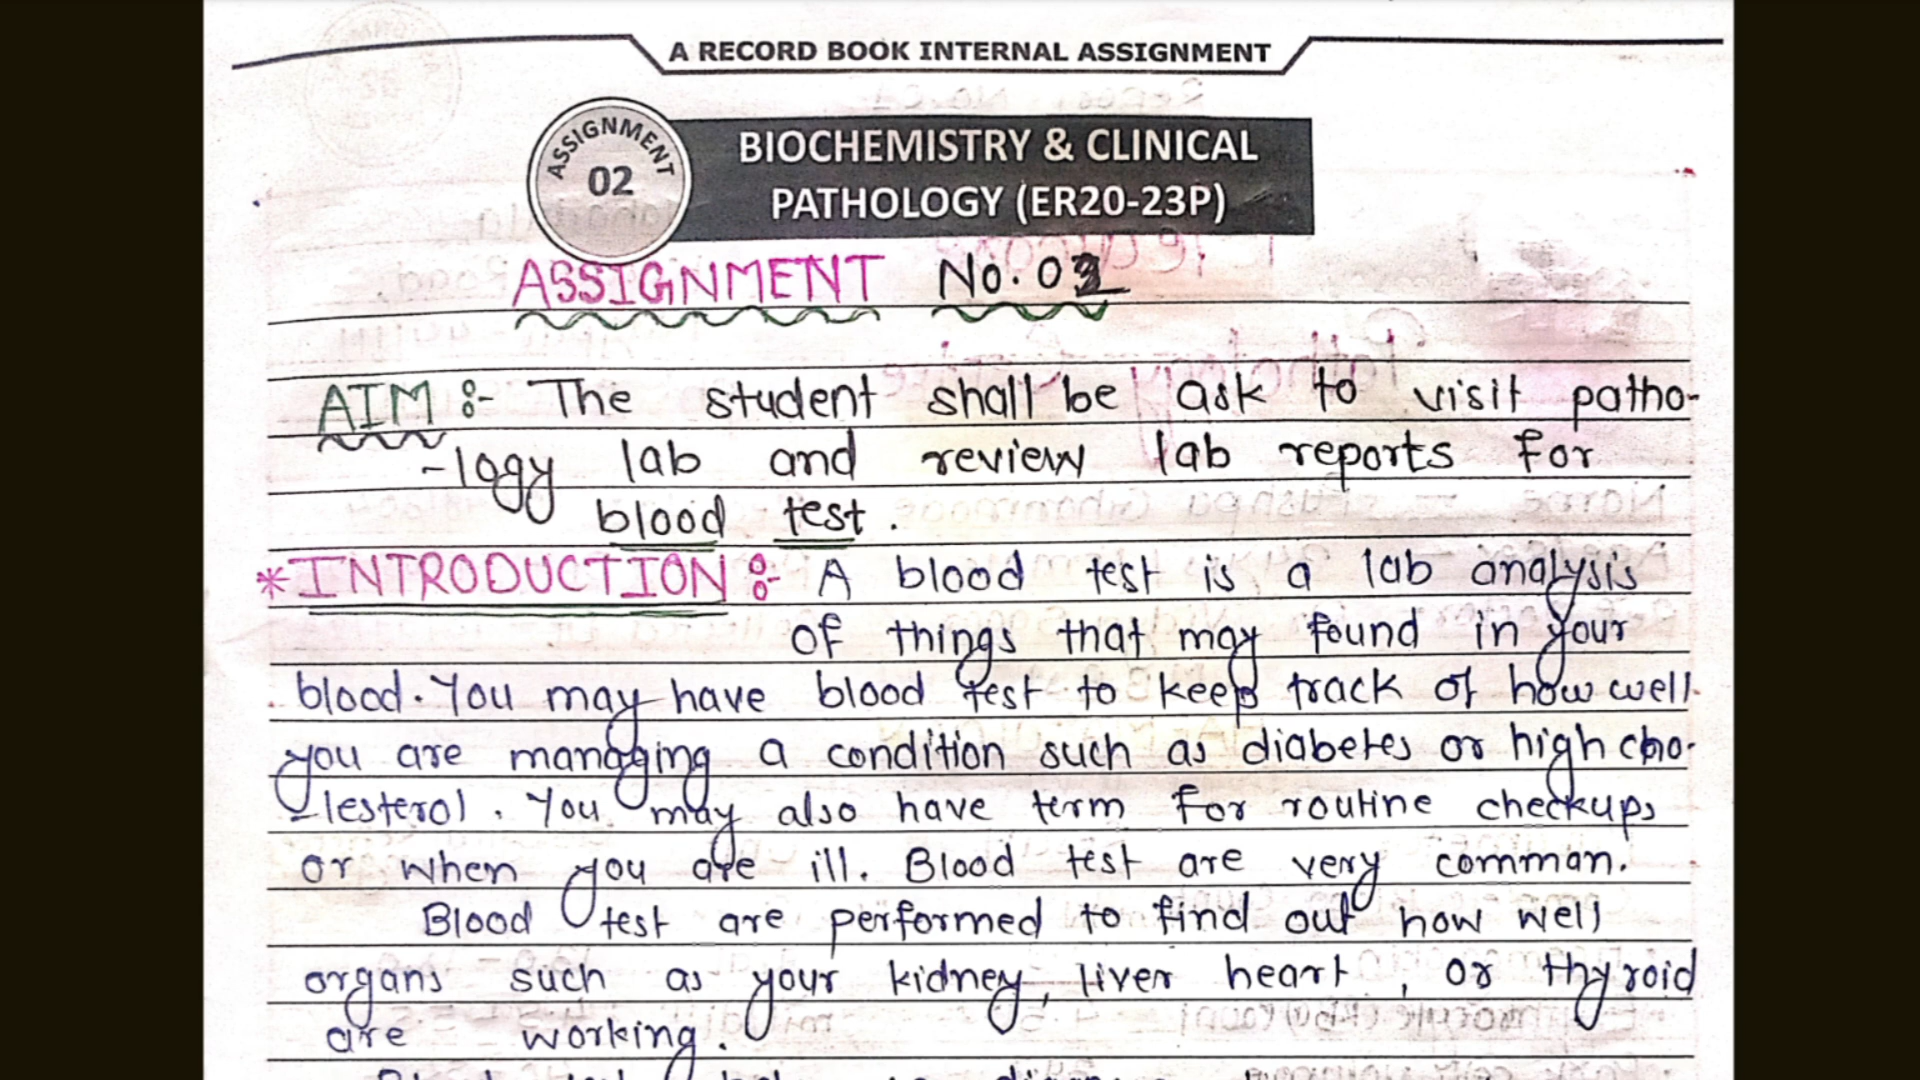 A RECORD BOOK INTERNAL ASSIGNMENT
ASSIGNMENT
02
BIOCHEMISTRY & CLINICAL
PATHOLOGY (ER20-23P)
ASSIGNMENT No. 02
AIM :- The student shall be ask to visit patho-
-logy lab and review lab reports for
blood test .
* INTRODUCTION :- A blood test is a lab analysis
of things that may found in your
blood. You may have blood test to keep track of how well
you are managing a condition such as diabetes or high cho-
-lesterol . You may also have term for routine checkups
or when you are ill. Blood test are very comman.
Blood test are performed to find out how well
organs such as your kidney, liver heart , or thyroid
are working.